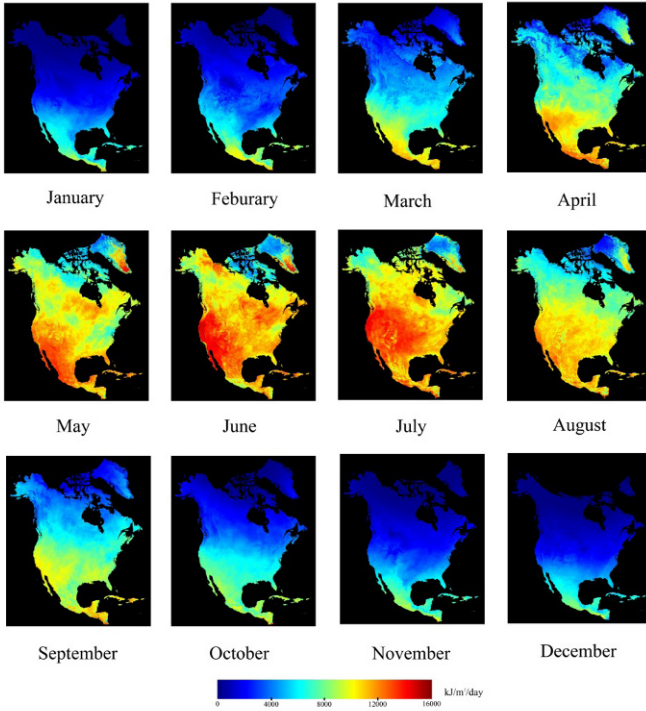 January Feburary March April
May June July August
September October November December
kJ/m²/day
0 4000 8000 12000 16000